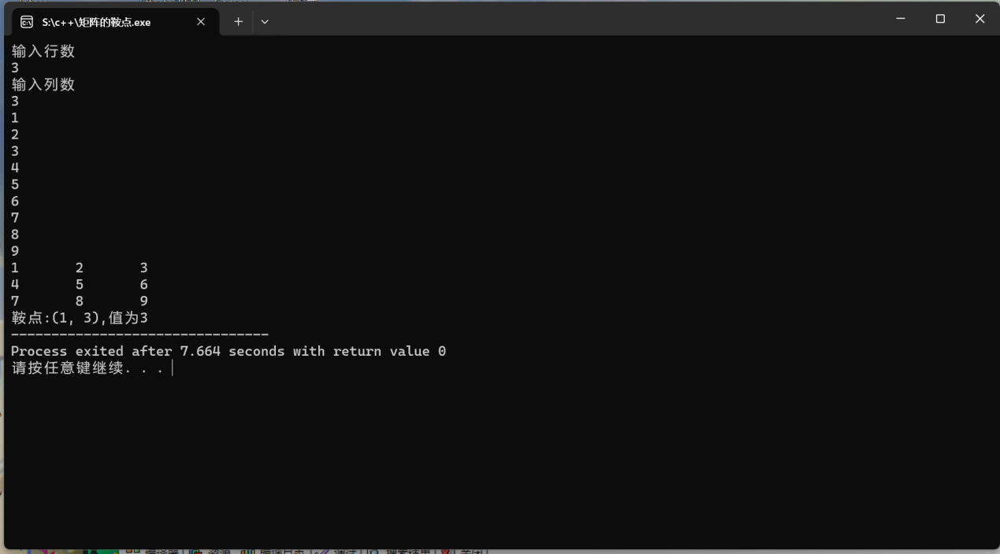 S:\c++\矩阵的鞍点.exe
输入行数
3
输入列数
3
1
2
3
4
5
6
7
8
9
1 2 3
4 5 6
7 8 9
鞍点:(1, 3),值为3
--------------------------------
Process exited after 7.664 seconds with return value 0
请按任意键继续. . .